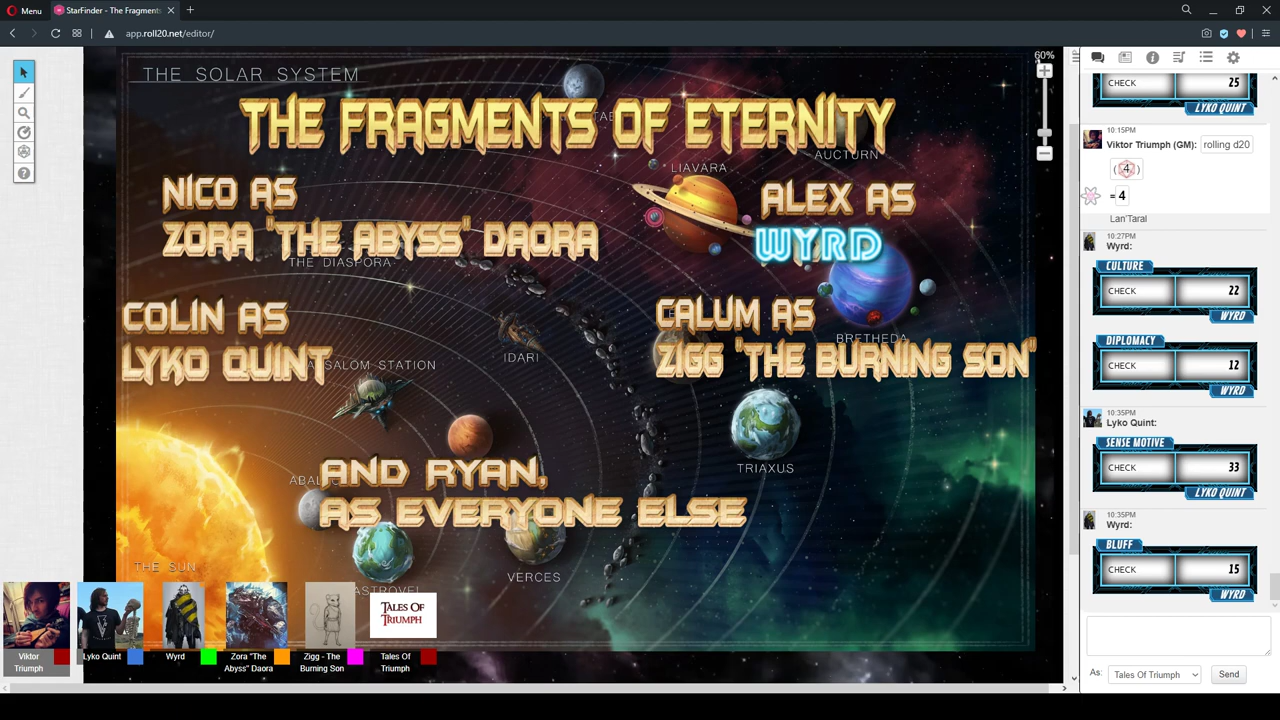 Menu
StarFinder - The Fragments
app.roll20.net/editor/
60%
THE SOLAR SYSTEM
THE FRAGMENTS OF ETERNITY
AUCTURN
LIAVARA
NICO AS
ZORA "THE ABYSS" DAORA
ALEX AS
WYRD
THE DIASPORA
COLIN AS
LYKO QUINT
CALUM AS
ZIGG "THE BURNING SON"
BRETHEDA
IDARI
SALOM STATION
TRIAXUS
AND RYAN,
AS EVERYONE ELSE
ABAL
VERCES
THE SUN
ASTROVEL
TALES OF
TRIUMPH
Viktor
Triumph
Lyko Quint
Wyrd
Zora "The
Abyss" Daora
Zigg - The
Burning Son
Tales Of
Triumph
CHECK 25
LYKO QUINT
10:15PM
Viktor Triumph (GM): rolling d20
(4)
=4
Lan'Taral
10:27PM
Wyrd:
CULTURE
CHECK 22
WYRD
DIPLOMACY
CHECK 12
WYRD
10:35PM
Lyko Quint:
SENSE MOTIVE
CHECK 33
LYKO QUINT
10:35PM
Wyrd:
BLUFF
CHECK 15
WYRD
As: Tales Of Triumph Send